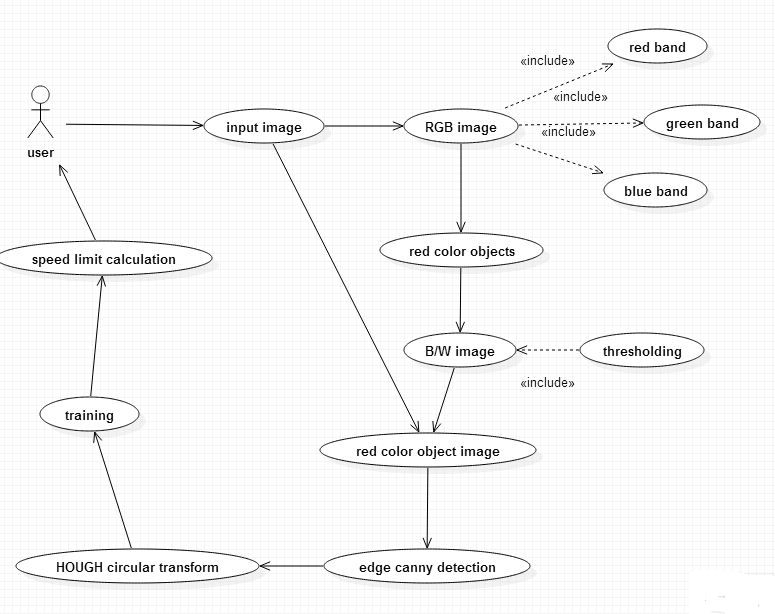 «include»
red band
«include»
input image
RGB image
«include»
green band
user
blue band
speed limit calculation
red color objects
B/W image
thresholding
«include»
training
red color object image
HOUGH circular transform
edge canny detection